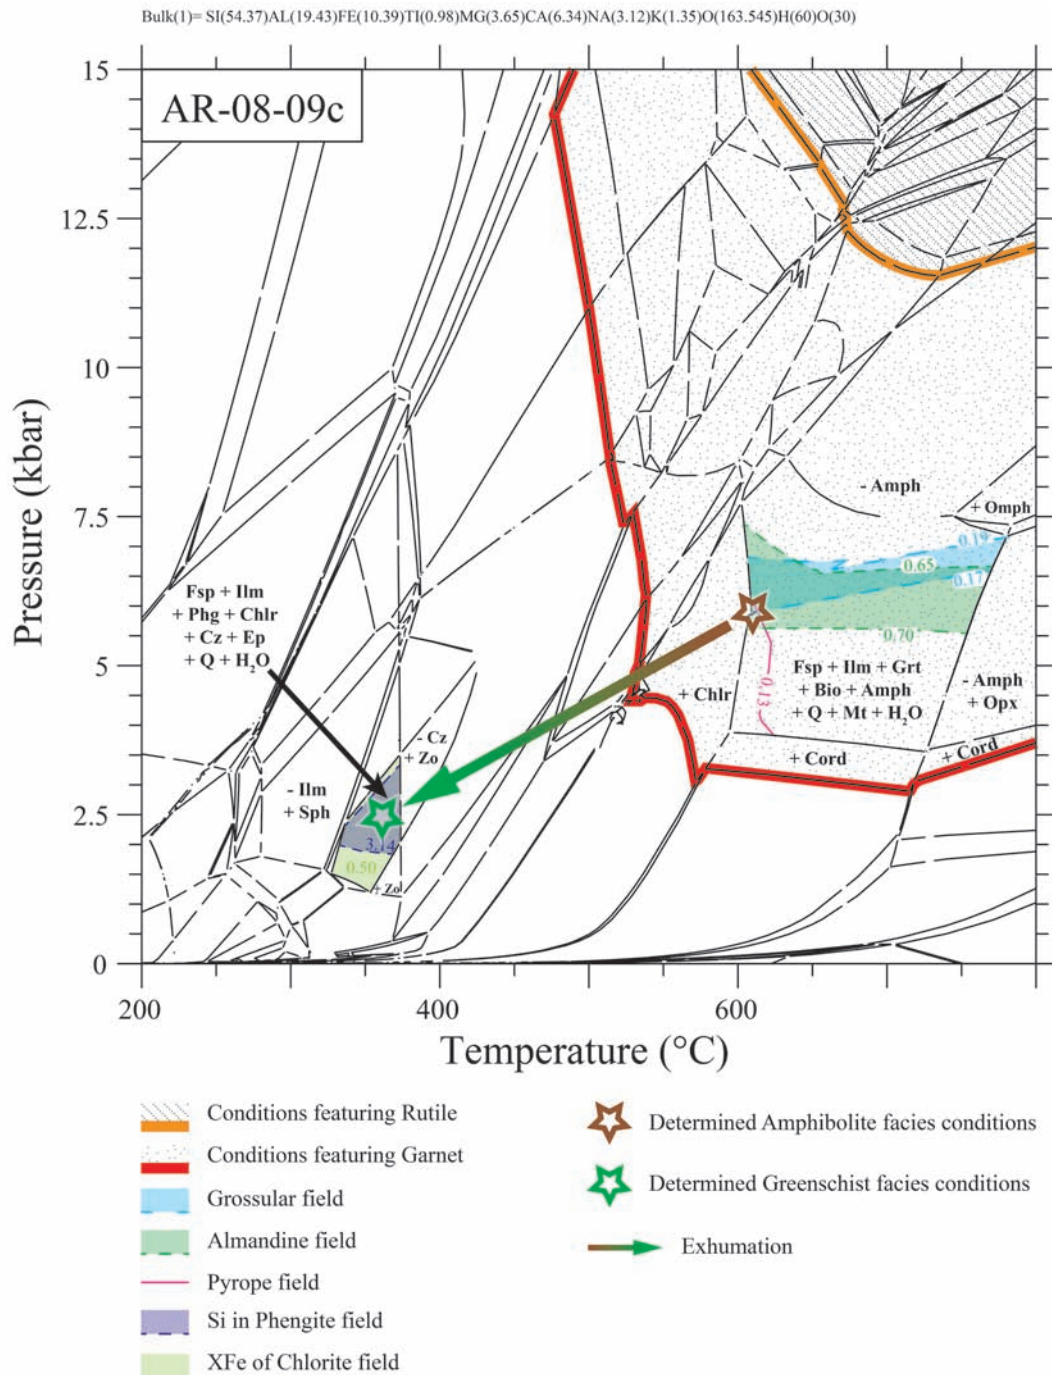 Bulk(1)= SI(54.37)AL(19.43)FE(10.39)TI(0.98)MG(3.65)CA(6.34)NA(3.12)K(1.35)O(163.545)H(60)O(30)
AR-08-09c
15
12.5
10
7.5
5
2.5
0
Pressure (kbar)
200
400
600
Temperature (°C)
- Amph
+ Omph
0.19
0.65
0.17
0.70
Fsp + Ilm
+ Phg + Chlr
+ Cz + Ep
+ Q + H₂O
0.13
Fsp + Ilm + Grt
+ Bio + Amph
+ Q + Mt + H₂O
- Amph
+ Opx
+ Chlr
+ Cord
+ Cord
- Cz
+ Zo
- Ilm
+ Sph
0.50
+ Zo
Conditions featuring Rutile
Conditions featuring Garnet
Grossular field
Almandine field
Pyrope field
Si in Phengite field
XFe of Chlorite field
Determined Amphibolite facies conditions
Determined Greenschist facies conditions
Exhumation